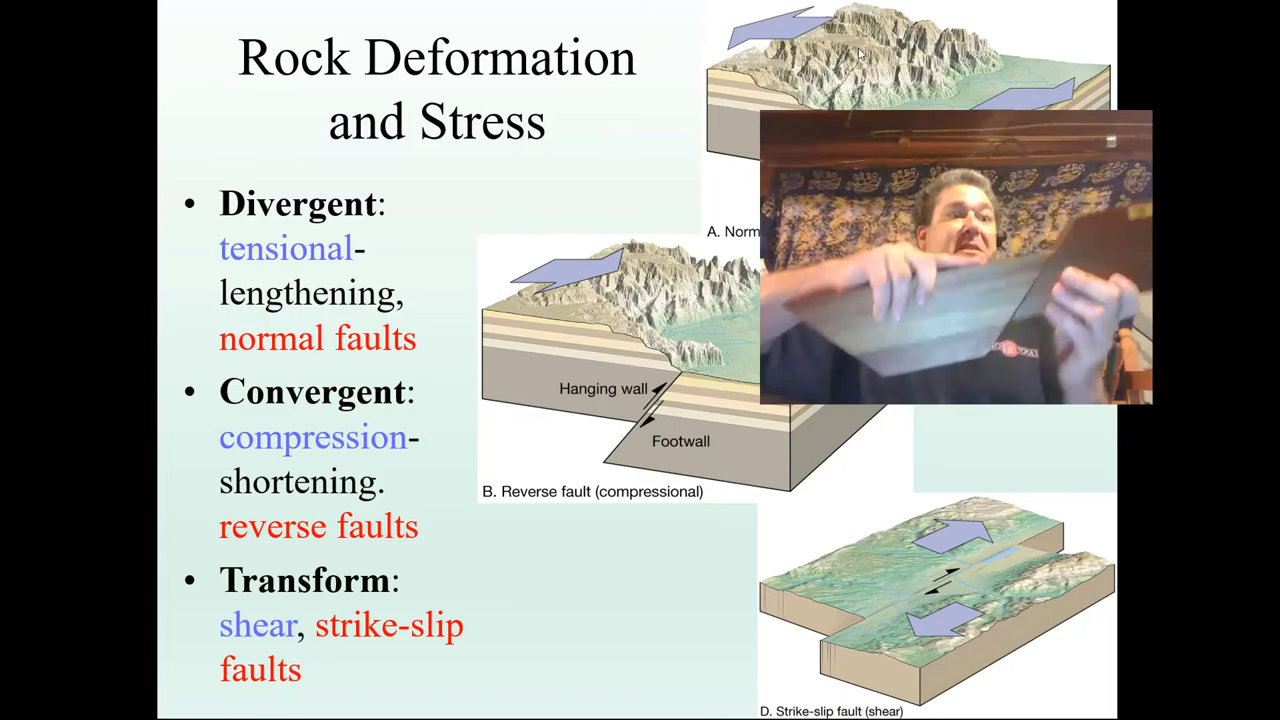 Rock Deformation
and Stress
• Divergent:
tensional-
lengthening,
normal faults
• Convergent:
compression-
shortening.
reverse faults
• Transform:
shear, strike-slip
faults
A. Norm
Hanging wall
Footwall
B. Reverse fault (compressional)
TOOLS
D. Strike-slip fault (shear)